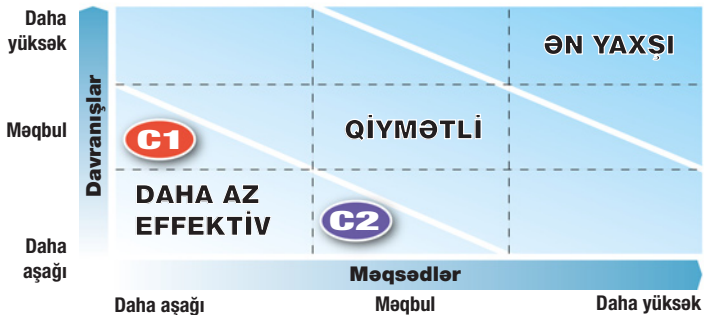 Daha
yüksək
Məqbul
Daha
aşağı
Davranışlar
ƏN YAXŞI
QİYMƏTLİ
C1
DAHA AZ
EFFEKTİV
C2
Məqsədlər
Daha aşağı
Məqbul
Daha yüksək